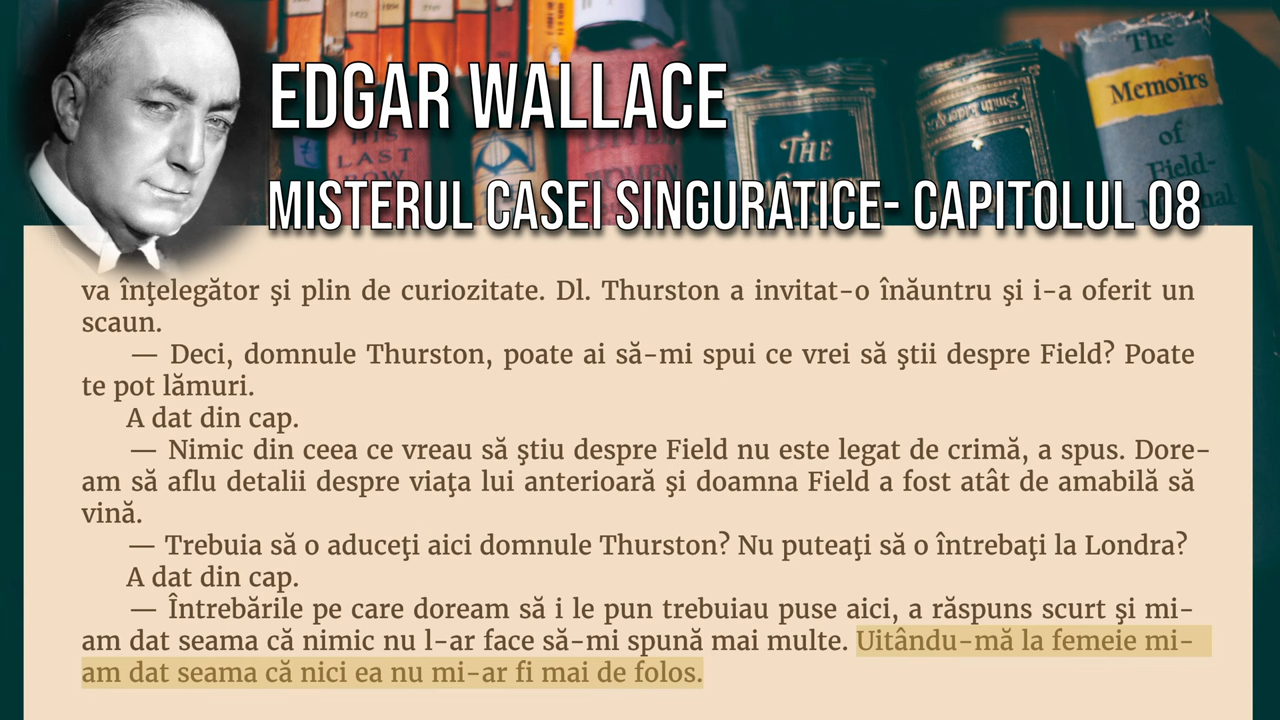 The
Memoirs
of
Field-
HIS
LAST
THE
EDGAR WALLACE
MISTERUL CASEI SINGURATICE- CAPITOLUL 08
va înţelegător şi plin de curiozitate. Dl. Thurston a invitat-o înăuntru şi i-a oferit un
scaun.
— Deci, domnule Thurston, poate ai să-mi spui ce vrei să ştii despre Field? Poate
te pot lămuri.
A dat din cap.
— Nimic din ceea ce vreau să ştiu despre Field nu este legat de crimă, a spus. Dore-
am să aflu detalii despre viaţa lui anterioară şi doamna Field a fost atât de amabilă să
vină.
— Trebuia să o aduceţi aici domnule Thurston? Nu puteaţi să o întrebaţi la Londra?
A dat din cap.
— Întrebările pe care doream să i le pun trebuiau puse aici, a răspuns scurt şi mi-
am dat seama că nimic nu l-ar face să-mi spună mai multe. Uitându-mă la femeie mi-
am dat seama că nici ea nu mi-ar fi mai de folos.